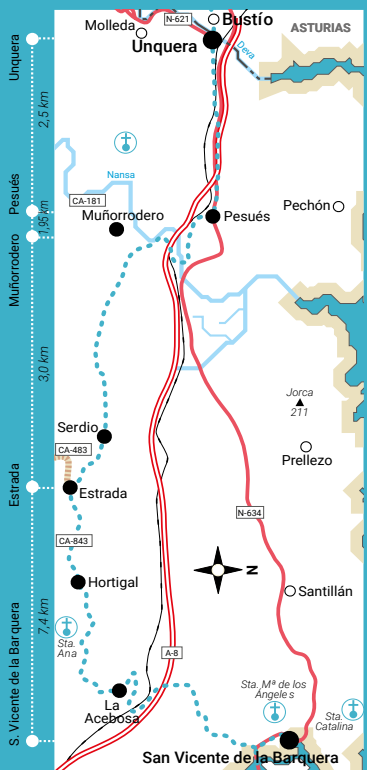 Unquera
2,5 km
Pesués
1,95 km
Muñorrodero
3,0 km
Estrada
7,4 km
S. Vicente de la Barquera
Molleda
N-621
Bustío
ASTURIAS
Unquera
Deva
Nansa
CA-181
Muñorrodero
Pesués
Pechón
Jorca
211
Serdio
CA-483
Prellezo
Estrada
N-634
CA-843
N
Hortigal
Santillán
Sta.
Ana
A-8
La
Acebosa
Sta. Mª de los
Ángeles
Sta.
Catalina
San Vicente de la Barquera